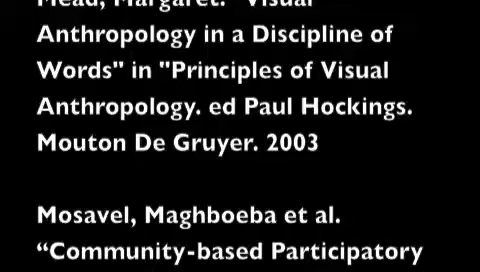 Mead, Margaret. "Visual
Anthropology in a Discipline of
Words" in "Principles of Visual
Anthropology. ed Paul Hockings.
Mouton De Gruyer. 2003
Mosavel, Maghboeba et al.
“Community-based Participatory